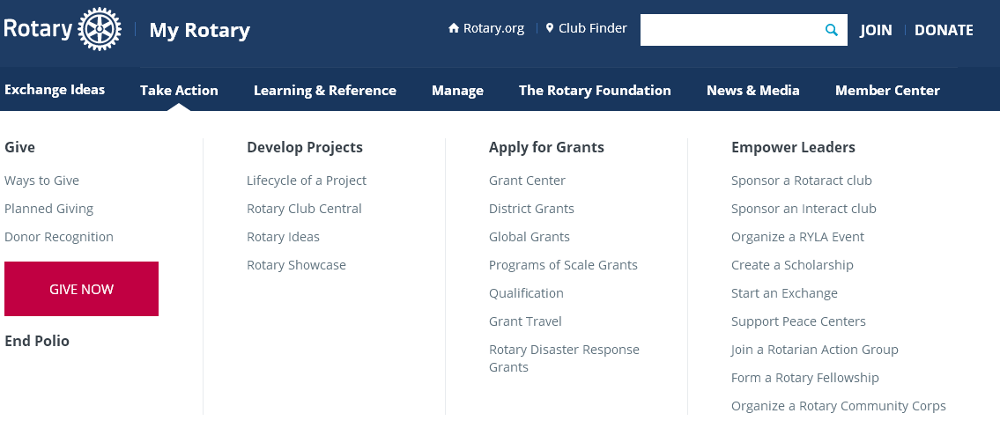 Rotary
My Rotary
Rotary.org
Club Finder
JOIN
DONATE
Exchange Ideas
Take Action
Learning & Reference
Manage
The Rotary Foundation
News & Media
Member Center
Give
Ways to Give
Planned Giving
Donor Recognition
GIVE NOW
End Polio
Develop Projects
Lifecycle of a Project
Rotary Club Central
Rotary Ideas
Rotary Showcase
Apply for Grants
Grant Center
District Grants
Global Grants
Programs of Scale Grants
Qualification
Grant Travel
Rotary Disaster Response
Grants
Empower Leaders
Sponsor a Rotaract club
Sponsor an Interact club
Organize a RYLA Event
Create a Scholarship
Start an Exchange
Support Peace Centers
Join a Rotarian Action Group
Form a Rotary Fellowship
Organize a Rotary Community Corps